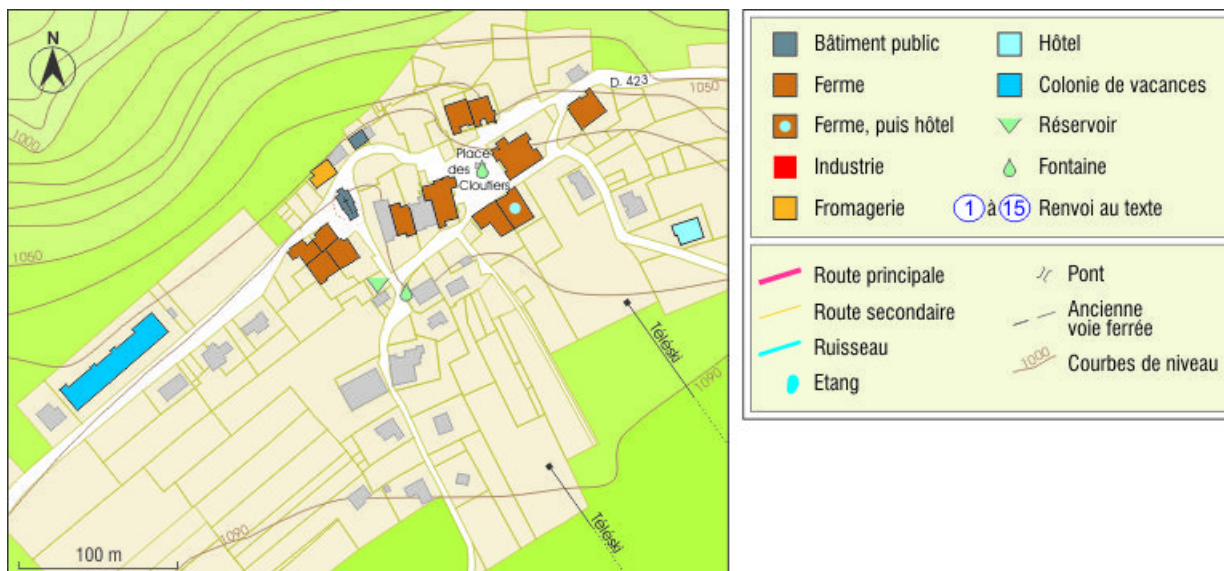 N
D. 423
1050
1000
Place
des
Cloutiers
1050
Téléski
1090
Téléski
1090
100 m
Bâtiment public
Hôtel
Ferme
Colonie de vacances
Ferme, puis hôtel
Réservoir
Industrie
Fontaine
Fromagerie
1 à 15 Renvoi au texte
Route principale
Pont
Route secondaire
Ancienne
voie ferrée
Ruisseau
1000
Courbes de niveau
Etang